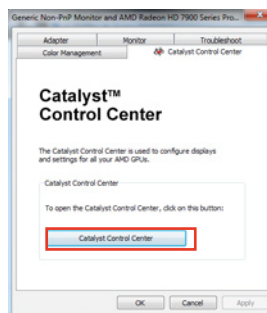 Generic Non-PnP Monitor and AMD Radeon HD 7900 Series Pro...
Adapter Monitor Troubleshoot
Color Management Catalyst Control Center
Catalyst™
Control Center
The Catalyst Control Center is used to configure displays
and settings for all your AMD GPUs.
Catalyst Control Center
To open the Catalyst Control Center, click on this button:
Catalyst Control Center
OK Cancel Apply